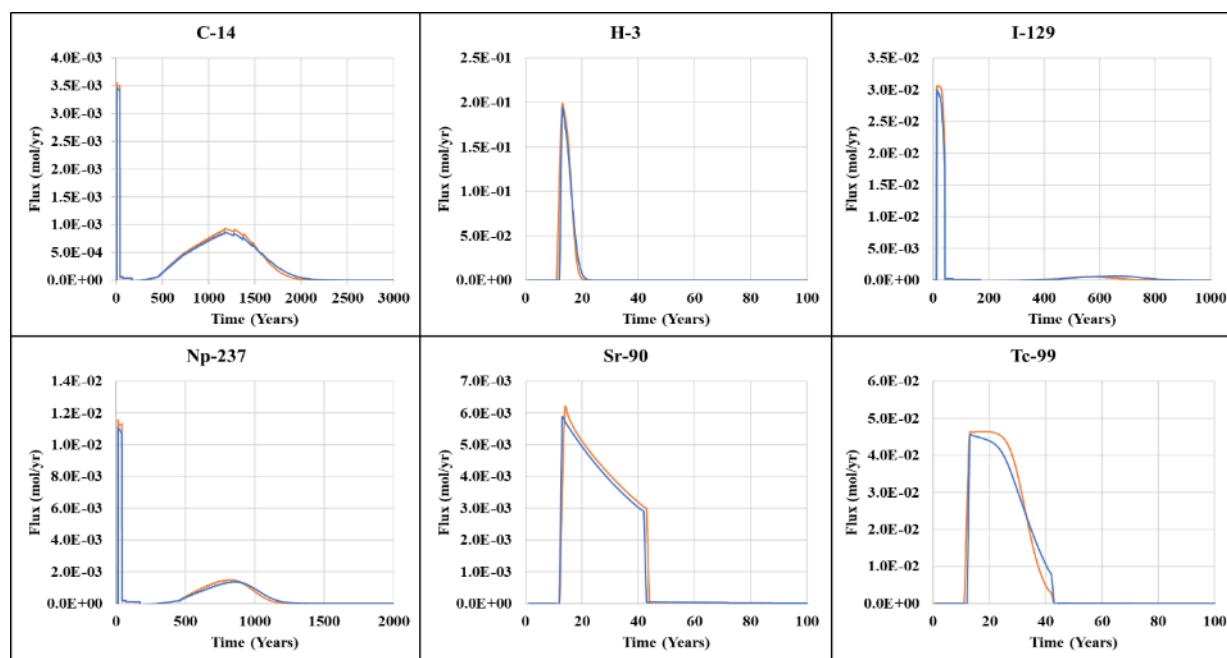 C-14
4.0E-03
3.5E-03
3.0E-03
2.5E-03
2.0E-03
1.5E-03
1.0E-03
5.0E-04
0.0E+00
Flux (mol/yr)
0 500 1000 1500 2000 2500 3000
Time (Years)
H-3
2.5E-01
2.0E-01
1.5E-01
1.0E-01
5.0E-02
0.0E+00
Flux (mol/yr)
0 20 40 60 80 100
Time (Years)
I-129
3.5E-02
3.0E-02
2.5E-02
2.0E-02
1.5E-02
1.0E-02
5.0E-03
0.0E+00
Flux (mol/yr)
0 200 400 600 800 1000
Time (Years)
Np-237
1.4E-02
1.2E-02
1.0E-02
8.0E-03
6.0E-03
4.0E-03
2.0E-03
0.0E+00
Flux (mol/yr)
0 500 1000 1500 2000
Time (Years)
Sr-90
7.0E-03
6.0E-03
5.0E-03
4.0E-03
3.0E-03
2.0E-03
1.0E-03
0.0E+00
Flux (mol/yr)
0 20 40 60 80 100
Time (Years)
Tc-99
6.0E-02
5.0E-02
4.0E-02
3.0E-02
2.0E-02
1.0E-02
0.0E+00
Flux (mol/yr)
0 20 40 60 80 100
Time (Years)